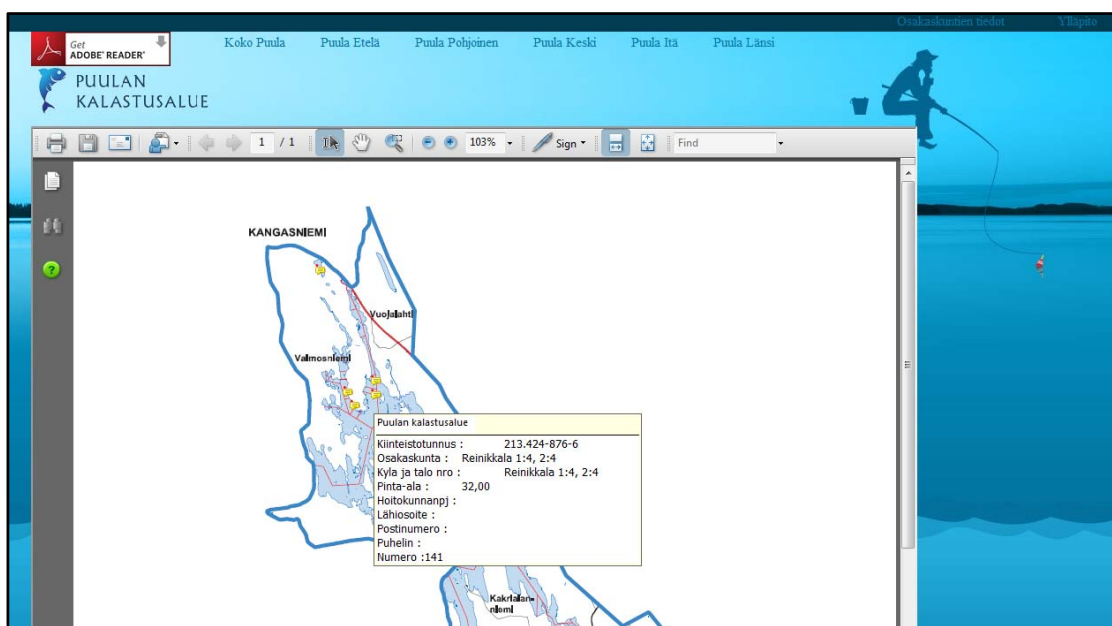 Osakaskuntien tiedot Ylläpito
Get
ADOBE® READER®
Koko Puula Puula Etelä Puula Pohjoinen Puula Keski Puula Itä Puula Länsi
PUULAN
KALASTUSALUE
1 / 1 103% Sign Find
KANGASNIEMI
Vuojalahti
Valmosniemi
Puulan kalastusalue
Kiinteistotunnus : 213.424-876-6
Osakaskunta : Reinikkala 1:4, 2:4
Kyla ja talo nro : Reinikkala 1:4, 2:4
Pinta-ala : 32,00
Hoitokunnanpj :
Lähiosoite :
Postinumero :
Puhelin :
Numero :141
Kakrialan-
niemi